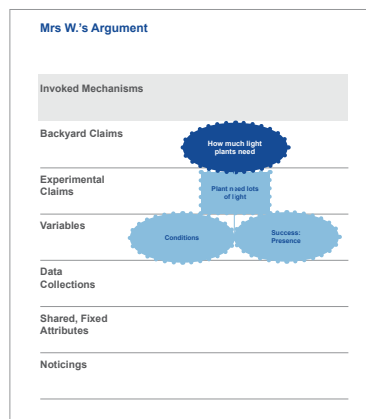 Mrs W.'s Argument
Invoked Mechanisms
Backyard Claims
How much light
plants need
Experimental
Claims
Plant need lots
of light
Variables
Conditions
Success:
Presence
Data
Collections
Shared, Fixed
Attributes
Noticings